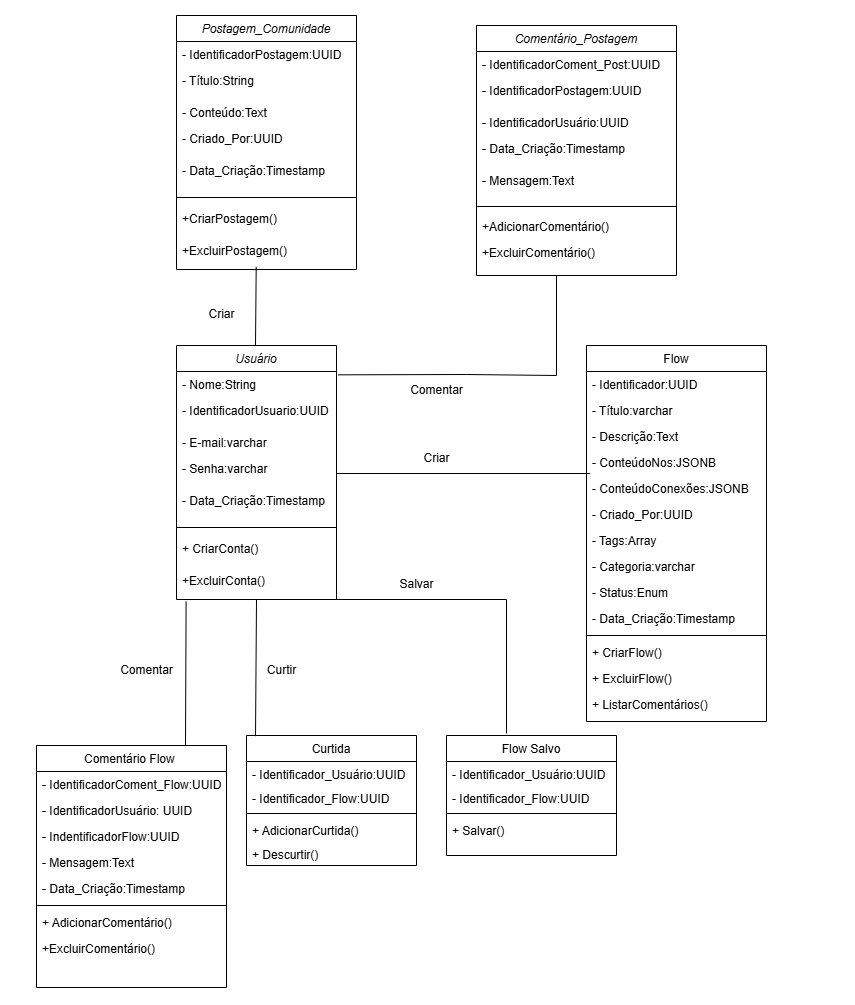 Postagem_Comunidade
- IdentificadorPostagem:UUID
- Título:String
- Conteúdo:Text
- Criado_Por:UUID
- Data_Criação:Timestamp
+CriarPostagem()
+ExcluirPostagem()
Comentário_Postagem
- IdentificadorComent_Post:UUID
- IdentificadorPostagem:UUID
- IdentificadorUsuário:UUID
- Data_Criação:Timestamp
- Mensagem:Text
+AdicionarComentário()
+ExcluirComentário()
Criar
Usuário
- Nome:String
- IdentificadorUsuario:UUID
- E-mail:varchar
- Senha:varchar
- Data_Criação:Timestamp
+ CriarConta()
+ExcluirConta()
Comentar
Criar
Flow
- Identificador:UUID
- Título:varchar
- Descrição:Text
- ConteúdoNos:JSONB
- ConteúdoConexões:JSONB
- Criado_Por:UUID
- Tags:Array
- Categoria:varchar
- Status:Enum
- Data_Criação:Timestamp
+ CriarFlow()
+ ExcluirFlow()
+ ListarComentários()
Salvar
Comentar
Curtir
Comentário Flow
- IdentificadorComent_Flow:UUID
- IdentificadorUsuário: UUID
- IndentificadorFlow:UUID
- Mensagem:Text
- Data_Criação:Timestamp
+ AdicionarComentário()
+ExcluirComentário()
Curtida
- Identificador_Usuário:UUID
- Identificador_Flow:UUID
+ AdicionarCurtida()
+ Descurtir()
Flow Salvo
- Identificador_Usuário:UUID
- Identificador_Flow:UUID
+ Salvar()